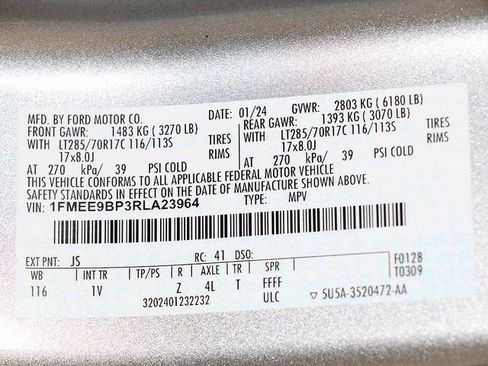 MFD. BY FORD MOTOR CO.
DATE: 01/24 GVWR: 2803 KG ( 6180 LB)
FRONT GAWR: 1483 KG ( 3270 LB) REAR GAWR: 1393 KG ( 3070 LB)
WITH LT285/70R17C 116/113S TIRES WITH LT285/70R17C 116/113S TIRES
17x8.0J RIMS 17x8.0J RIMS
AT 270 kPa/ 39 PSI COLD AT 270 kPa/ 39 PSI COLD
THIS VEHICLE CONFORMS TO ALL APPLICABLE FEDERAL MOTOR VEHICLE
SAFETY STANDARDS IN EFFECT ON THE DATE OF MANUFACTURE SHOWN ABOVE.
VIN: 1FMEE9BP3RLA23964 TYPE: MPV
EXT PNT: JS RC: 41 DSO: F0128
WB INT TR TP/PS R AXLE TR SPR T0309
116 1V Z 4L T FFFF
3202401232232 ULC ▽ SU5A-3520472-AA